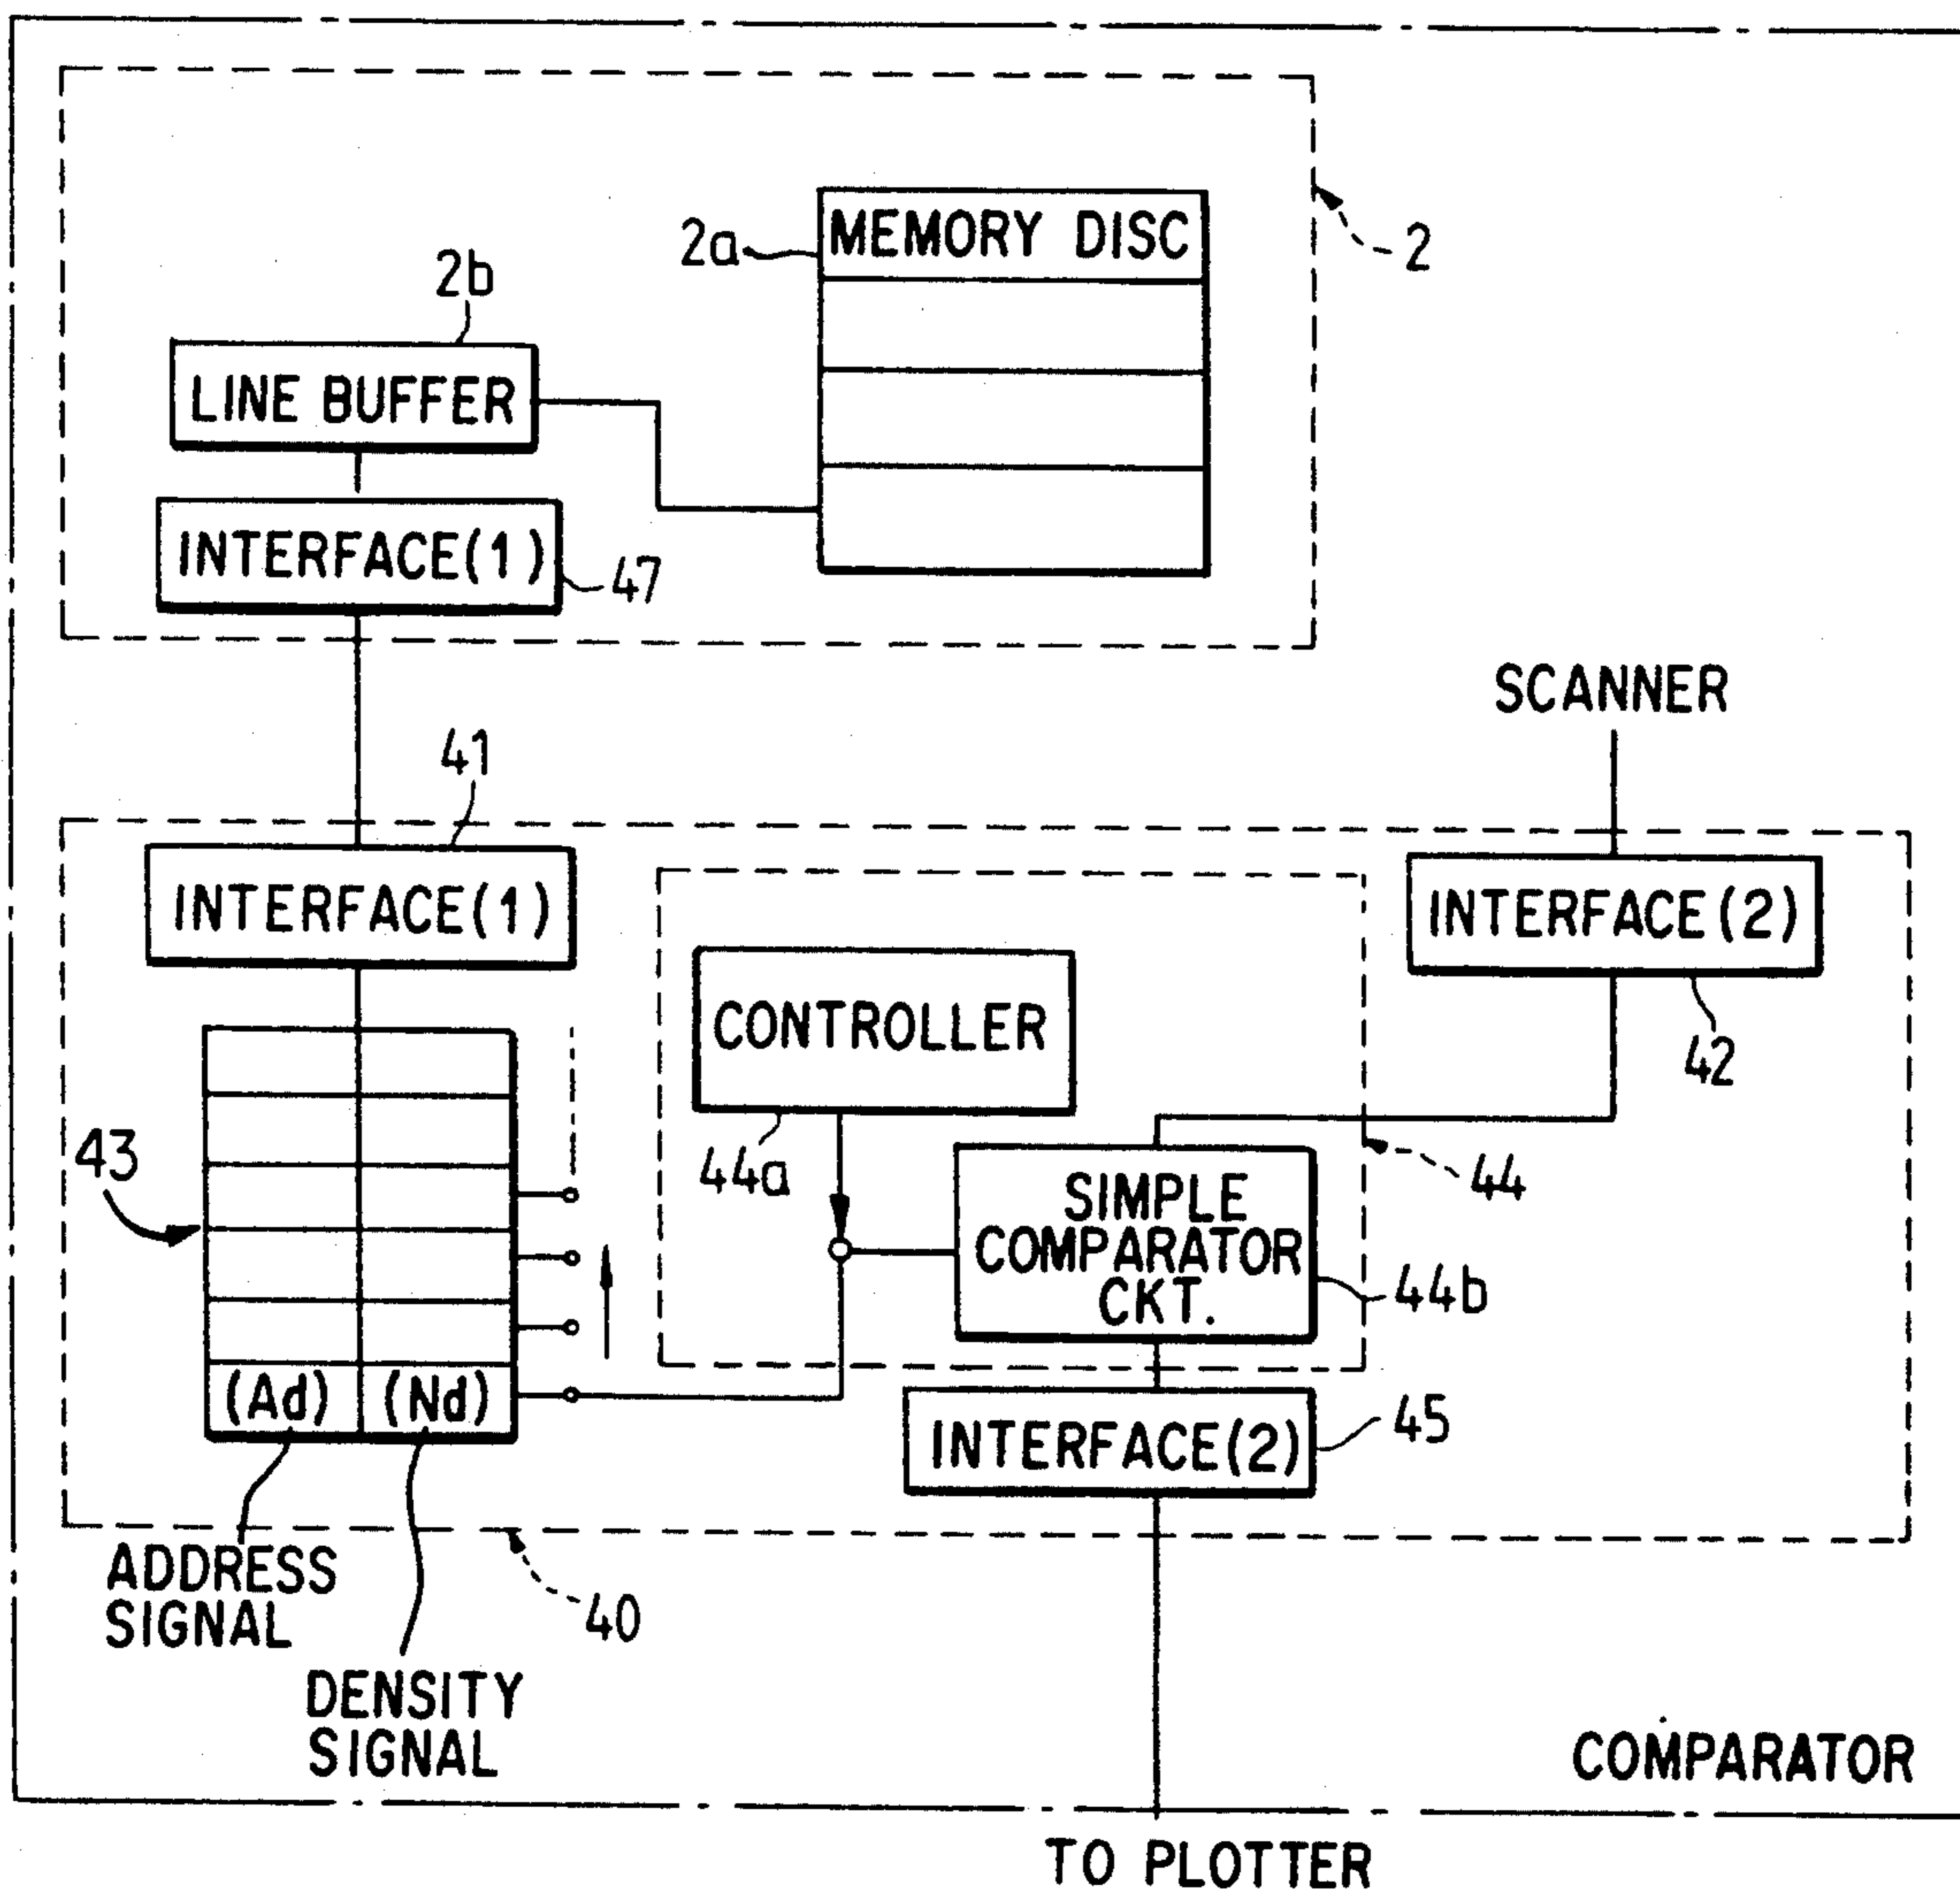 MEMORY DISC
2a
2
2b
LINE BUFFER
INTERFACE(1)
47
SCANNER
41
INTERFACE(1)
INTERFACE(2)
42
CONTROLLER
44a
43
44
SIMPLE
COMPARATOR
CKT.
44b
(Ad) (Nd)
INTERFACE(2)
45
ADDRESS
SIGNAL
40
DENSITY
SIGNAL
COMPARATOR
TO PLOTTER